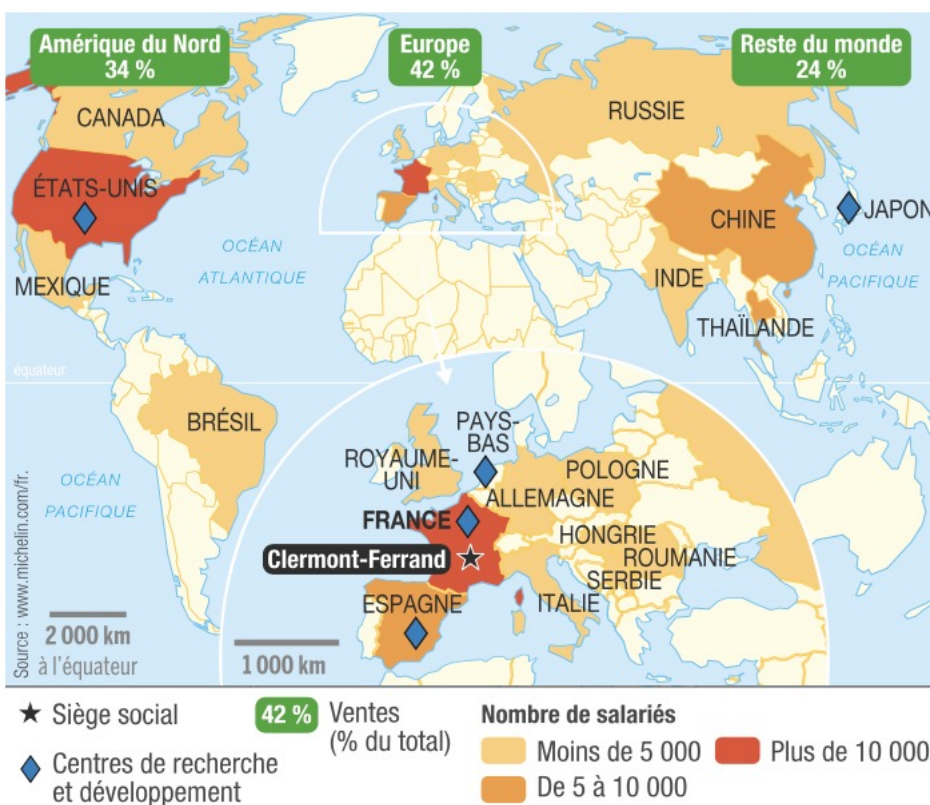 Amérique du Nord
34 %
Europe
42 %
Reste du monde
24 %
CANADA
RUSSIE
ÉTATS-UNIS
CHINE
JAPON
OCÉAN
ATLANTIQUE
OCÉAN
PACIFIQUE
MEXIQUE
INDE
THAÏLANDE
équateur
BRÉSIL
PAYS-
BAS
ROYAUME-
UNI
POLOGNE
ALLEMAGNE
OCÉAN
PACIFIQUE
FRANCE
HONGRIE
ROUMANIE
Clermont-Ferrand
SERBIE
ESPAGNE
ITALIE
Source : www.michelin.com/fr.
2 000 km
à l'équateur
1 000 km
Siège social
42 %
Ventes
(% du total)
Centres de recherche
et développement
Nombre de salariés
Moins de 5 000
Plus de 10 000
De 5 à 10 000